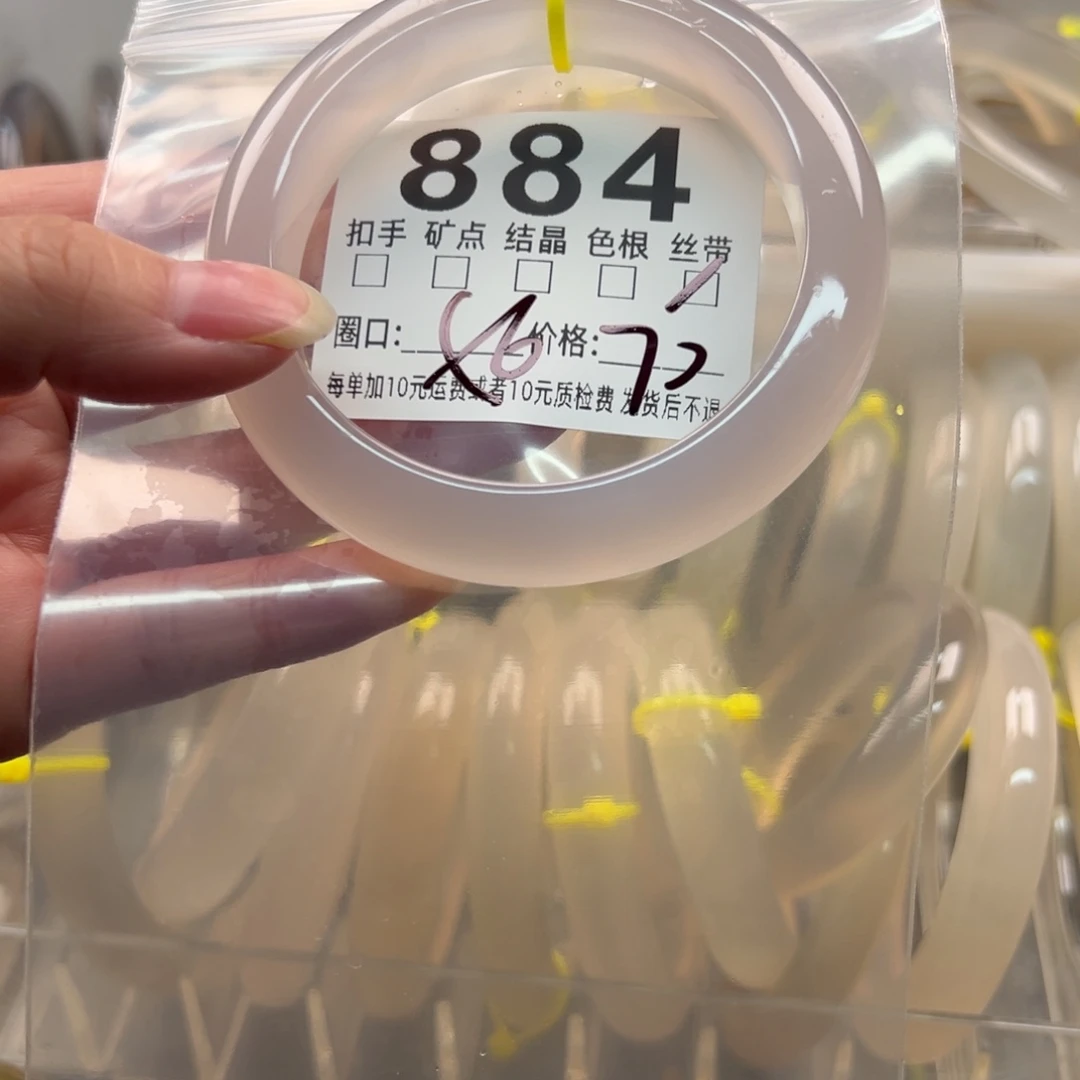 884
扣手 矿点 结晶 色根 丝带
圈口: 价格:
每单加10元运费或者10元质检费 发货后不退